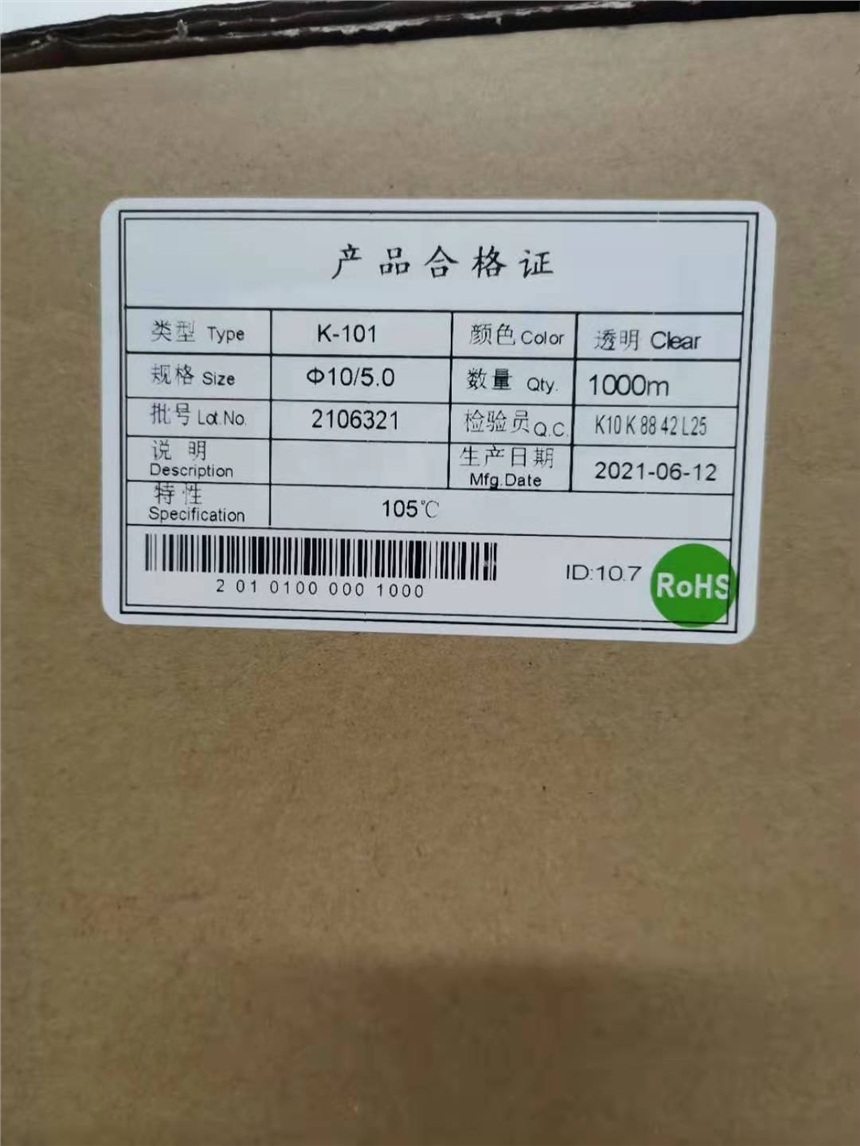 产品合格证
类型 Type K-101 颜色 Color 透明 Clear
规格 Size Φ10/5.0 数量 Qty. 1000m
批号 Lot.No. 2106321 检验员 Q.C. K10 K 88 42 L25
说 明 Description 生产日期 Mfg.Date 2021-06-12
特性 Specification 105℃
2 01 0100 000 1000
ID:10.7
RoHS